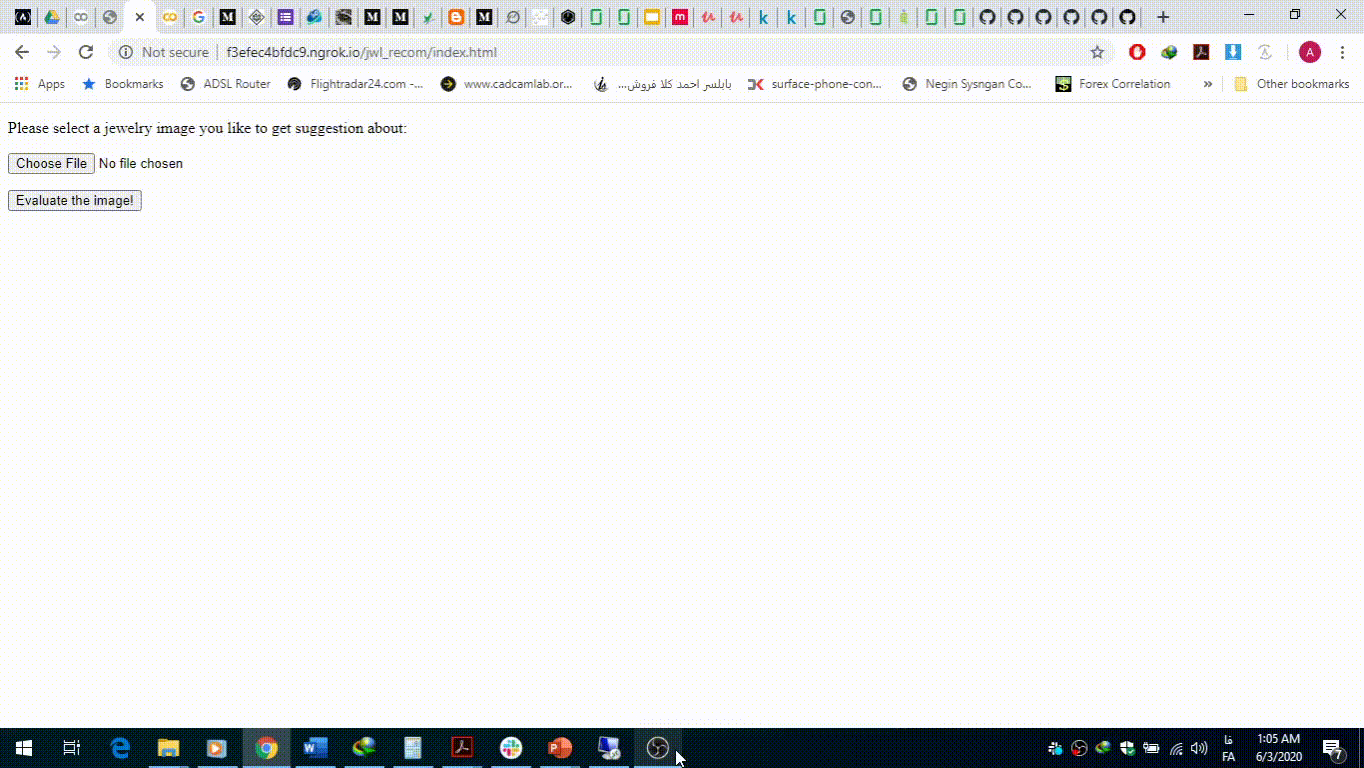 Not secure f3efec4bfdc9.ngrok.io/jwl_recom/index.html
Apps Bookmarks ADSL Router Flightradar24.com -... www.cadcamlab.or... بابلسر احمد کلا فروش... surface-phone-con... Negin Sysngan Co... Forex Correlation » Other bookmarks
Please select a jewelry image you like to get suggestion about:
Choose File No file chosen
Evaluate the image!
فا 1:05 AM
FA 6/3/2020 7